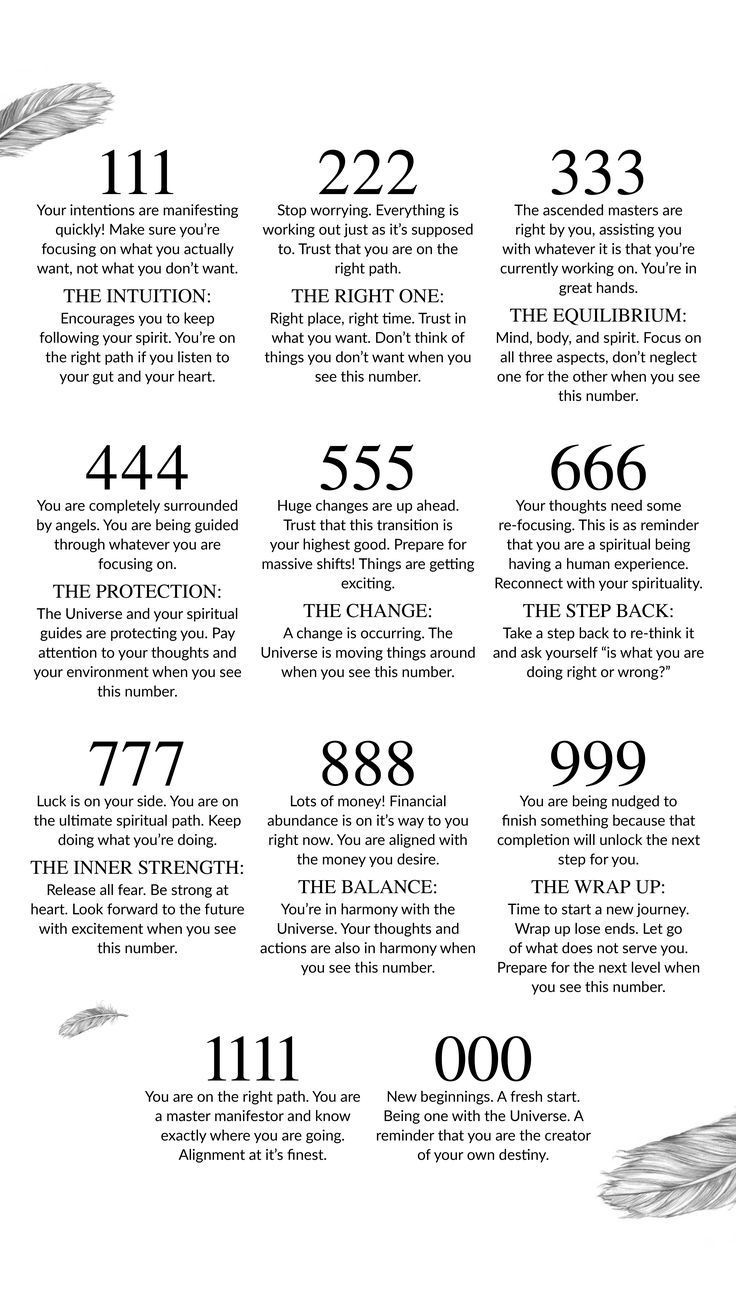 111
Your intentions are manifesting
quickly! Make sure you're
focusing on what you actually
want, not what you don't want.
THE INTUITION:
Encourages you to keep
following your spirit. You're on
the right path if you listen to
your gut and your heart.
222
Stop worrying. Everything is
working out just as it's supposed
to. Trust that you are on the
right path.
THE RIGHT ONE:
Right place, right time. Trust in
what you want. Don't think of
things you don't want when you
see this number.
333
The ascended masters are
right by you, assisting you
with whatever it is that you're
currently working on. You're in
great hands.
THE EQUILIBRIUM:
Mind, body, and spirit. Focus on
all three aspects, don't neglect
one for the other when you see
this number.
444
You are completely surrounded
by angels. You are being guided
through whatever you are
focusing on.
THE PROTECTION:
The Universe and your spiritual
guides are protecting you. Pay
attention to your thoughts and
your environment when you see
this number.
555
Huge changes are up ahead.
Trust that this transition is
your highest good. Prepare for
massive shifts! Things are getting
exciting.
THE CHANGE:
A change is occurring. The
Universe is moving things around
when you see this number.
666
Your thoughts need some
re-focusing. This is as reminder
that you are a spiritual being
having a human experience.
Reconnect with your spirituality.
THE STEP BACK:
Take a step back to re-think it
and ask yourself “is what you are
doing right or wrong?”
777
Luck is on your side. You are on
the ultimate spiritual path. Keep
doing what you're doing.
THE INNER STRENGTH:
Release all fear. Be strong at
heart. Look forward to the future
with excitement when you see
this number.
888
Lots of money! Financial
abundance is on it's way to you
right now. You are aligned with
the money you desire.
THE BALANCE:
You're in harmony with the
Universe. Your thoughts and
actions are also in harmony when
you see this number.
999
You are being nudged to
finish something because that
completion will unlock the next
step for you.
THE WRAP UP:
Time to start a new journey.
Wrap up lose ends. Let go
of what does not serve you.
Prepare for the next level when
you see this number.
1111
You are on the right path. You are
a master manifestor and know
exactly where you are going.
Alignment at it's finest.
000
New beginnings. A fresh start.
Being one with the Universe. A
reminder that you are the creator
of your own destiny.